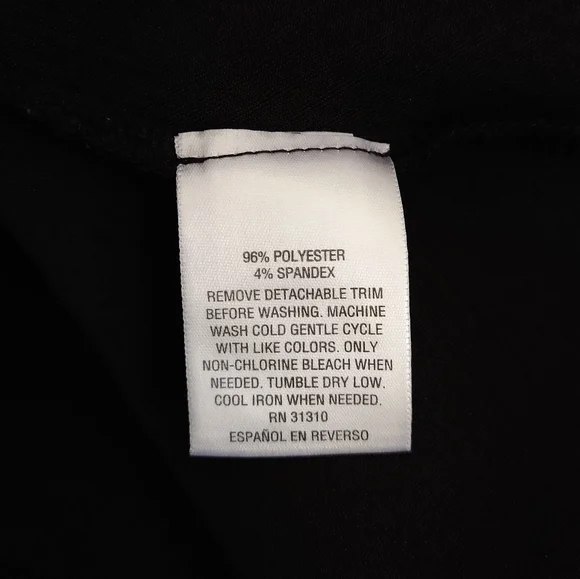 96% POLYESTER
4% SPANDEX
REMOVE DETACHABLE TRIM
BEFORE WASHING. MACHINE
WASH COLD GENTLE CYCLE
WITH LIKE COLORS. ONLY
NON-CHLORINE BLEACH WHEN
NEEDED. TUMBLE DRY LOW.
COOL IRON WHEN NEEDED.
RN 31310
ESPAÑOL EN REVERSO